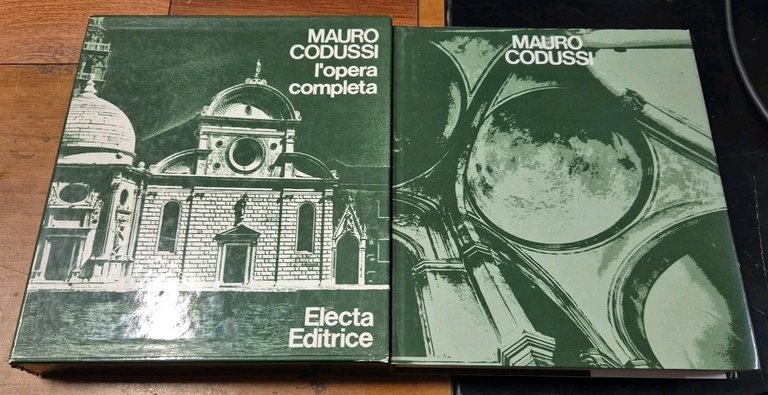 MAURO
CODUSSI
l'opera
completa
Electa
Editrice
MAURO
CODUSSI